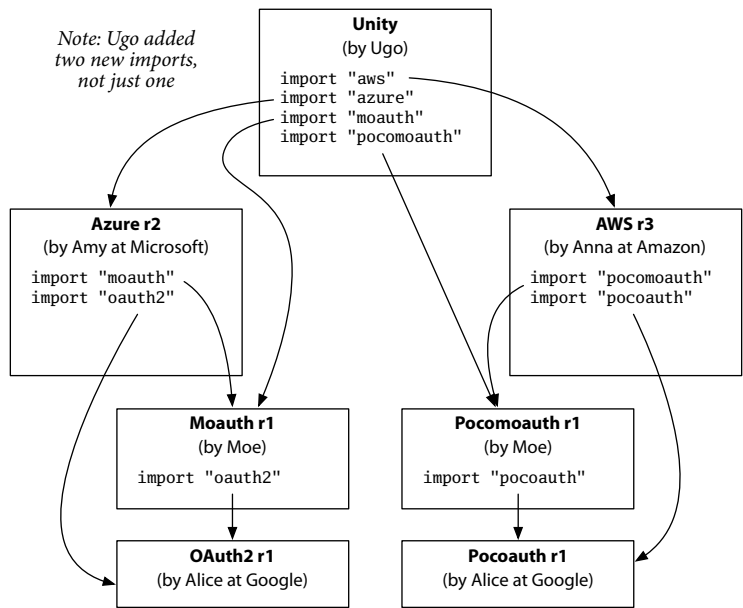 Note: Ugo added
two new imports,
not just one
Unity
(by Ugo)
import "aws"
import "azure"
import "moauth"
import "pocomoauth"
Azure r2
(by Amy at Microsoft)
import "moauth"
import "oauth2"
AWS r3
(by Anna at Amazon)
import "pocomoauth"
import "pocoauth"
Moauth r1
(by Moe)
import "oauth2"
Pocomoauth r1
(by Moe)
import "pocoauth"
OAuth2 r1
(by Alice at Google)
Pocoauth r1
(by Alice at Google)